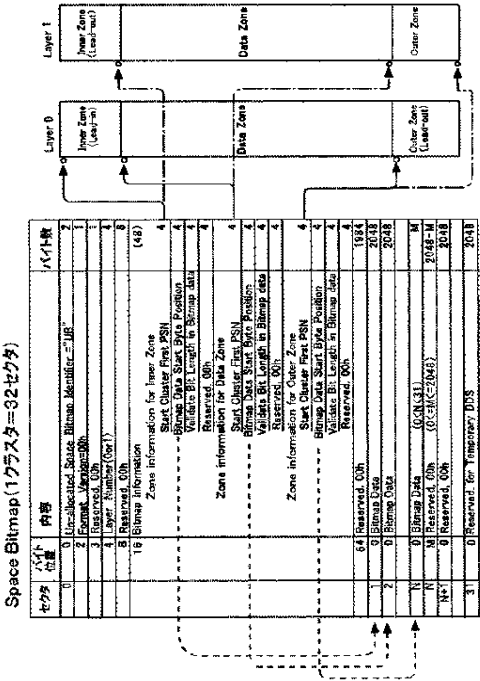 Space Bitmap(1クラスタ=32セクタ)
セクタ バイト位置 内容 バイト数
0 0 Un-allocated Space Bitmap Identifier ="UB" 2
2 Format Version=00h 1
3 Reserved, 00h 1
4 Layer Number(0or1) 4
8 Reserved, 00h 8
16 Bitmap Information (48)
Zone information for Inner Zone
Start Cluster First PSN 4
Bitmap Data Start Byte Position 4
Validate Bit Length in Bitmap data 4
Reserved, 00h 4
Zone information for Data Zone
Start Cluster First PSN 4
Bitmap Data Start Byte Position 4
Validate Bit Length in Bitmap data 4
Reserved, 00h 4
Zone information for Outer Zone
Start Cluster First PSN 4
Bitmap Data Start Byte Position 4
Validate Bit Length in Bitmap data 4
Reserved, 00h 4
64 Reserved, 00h 1984
1 0 Bitmap Data 2048
2 0 Bitmap Data 2048
N 0 Bitmap Data (0<N<31) M
N M Reserved, 00h (0<=M<=2048) 2048-M
N+1 0 Reserved, 00h 2048
31 0 Reserved, for Temporary DDS 2048
Layer 0
Inner Zone
(Lead-in)
Data Zone
Outer Zone
(Lead-out)
Layer 1
Inner Zone
(Lead-out)
Data Zone
Outer Zone